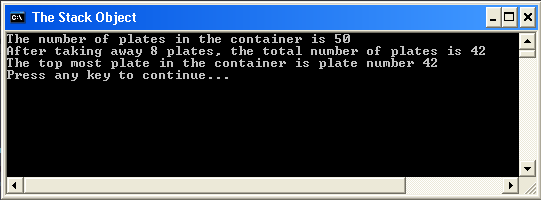 The Stack Object
The number of plates in the container is 50
After taking away 8 plates, the total number of plates is 42
The top most plate in the container is plate number 42
Press any key to continue...